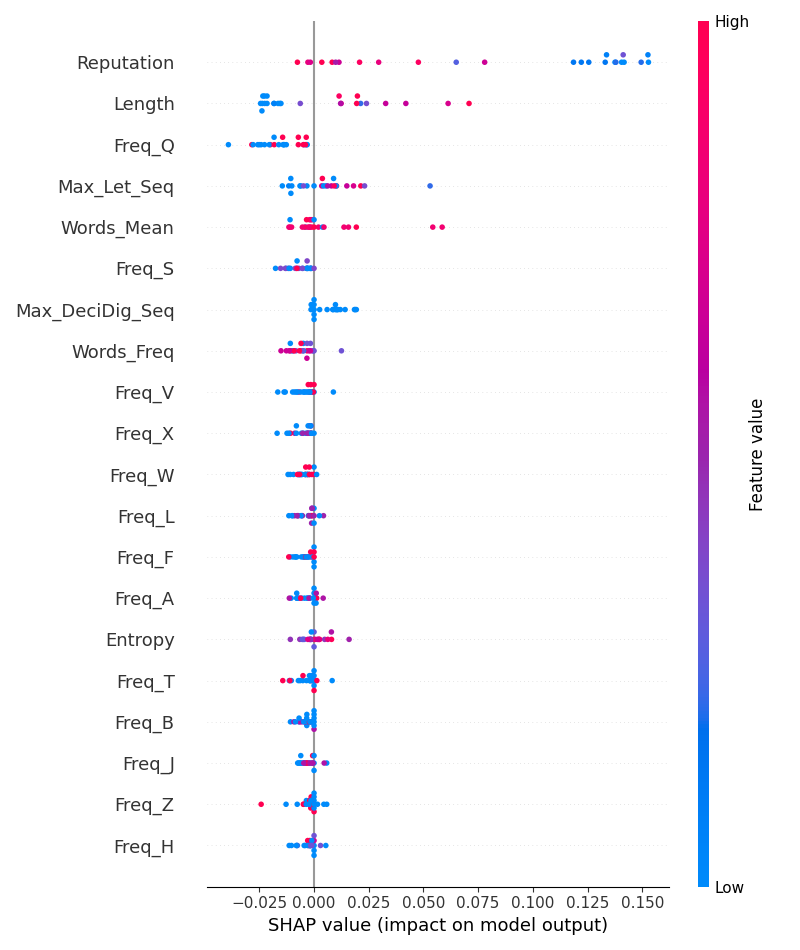 High
Reputation
Length
Freq_Q
Max_Let_Seq
Words_Mean
Freq_S
Max_DeciDig_Seq
Words_Freq
Freq_V
Freq_X
Freq_W
Freq_L
Freq_F
Freq_A
Entropy
Freq_T
Freq_B
Freq_J
Freq_Z
Freq_H
Feature value
Low
−0.025 0.000 0.025 0.050 0.075 0.100 0.125 0.150
SHAP value (impact on model output)